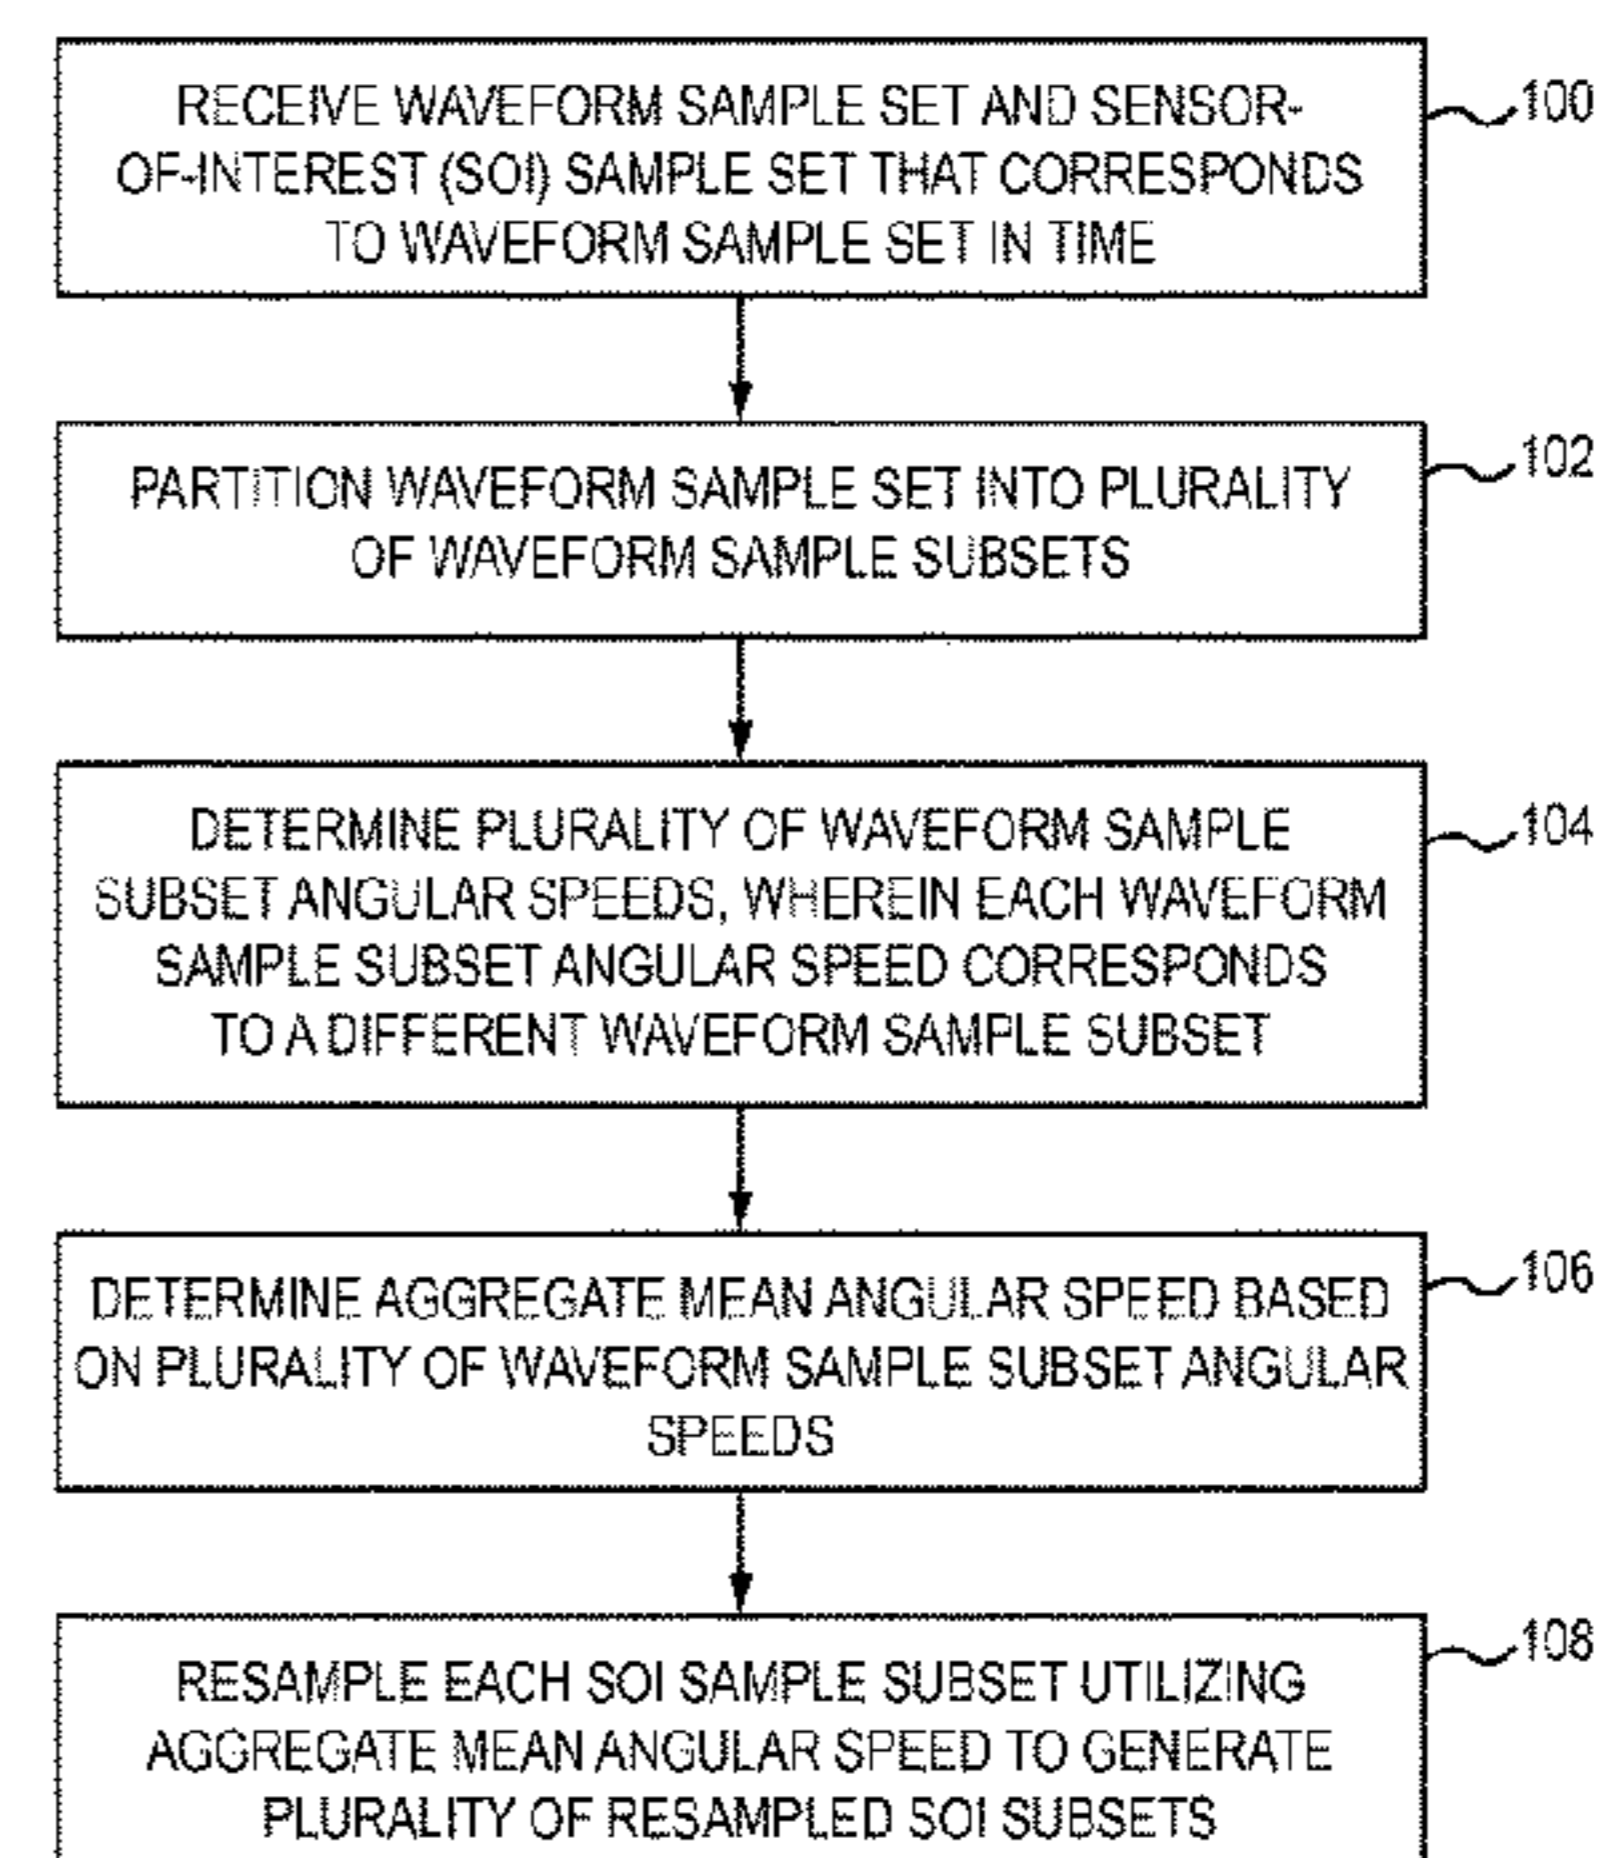 RECEIVE WAVEFORM SAMPLE SET AND SENSOR-
OF-INTEREST (SOI) SAMPLE SET THAT CORRESPONDS
TO WAVEFORM SAMPLE SET IN TIME
100
PARTITION WAVEFORM SAMPLE SET INTO PLURALITY
OF WAVEFORM SAMPLE SUBSETS
102
DETERMINE PLURALITY OF WAVEFORM SAMPLE
SUBSET ANGULAR SPEEDS, WHEREIN EACH WAVEFORM
SAMPLE SUBSET ANGULAR SPEED CORRESPONDS
TO A DIFFERENT WAVEFORM SAMPLE SUBSET
104
DETERMINE AGGREGATE MEAN ANGULAR SPEED BASED
ON PLURALITY OF WAVEFORM SAMPLE SUBSET ANGULAR
SPEEDS
106
RESAMPLE EACH SOI SAMPLE SUBSET UTILIZING
AGGREGATE MEAN ANGULAR SPEED TO GENERATE
PLURALITY OF RESAMPLED SOI SUBSETS
108